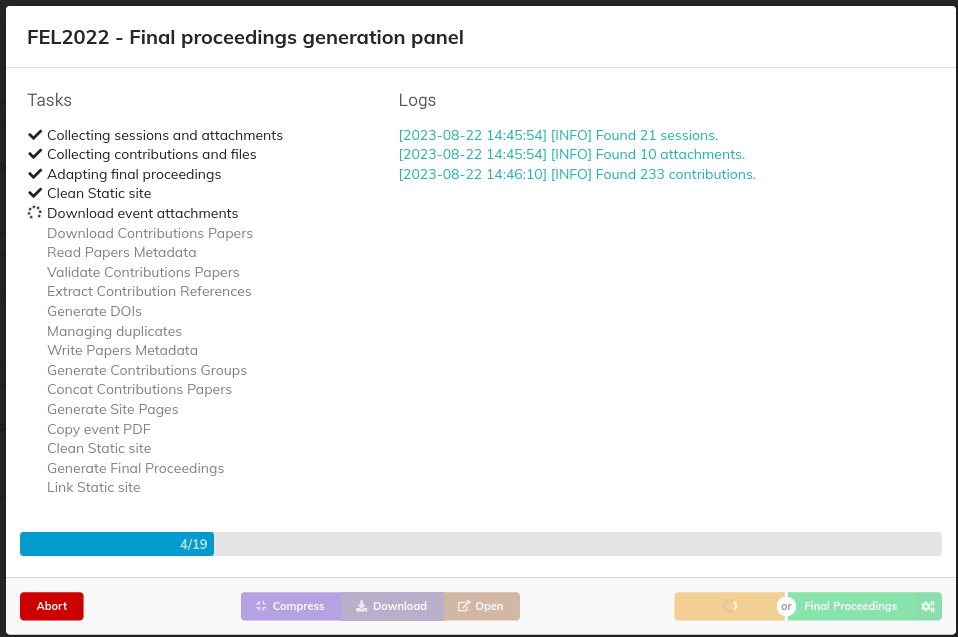 FEL2022 - Final proceedings generation panel
Tasks
Collecting sessions and attachments
Collecting contributions and files
Adapting final proceedings
Clean Static site
Download event attachments
Download Contributions Papers
Read Papers Metadata
Validate Contributions Papers
Extract Contribution References
Generate DOIs
Managing duplicates
Write Papers Metadata
Generate Contributions Groups
Concat Contributions Papers
Generate Site Pages
Copy event PDF
Clean Static site
Generate Final Proceedings
Link Static site
Logs
[2023-08-22 14:45:54] [INFO] Found 21 sessions.
[2023-08-22 14:45:54] [INFO] Found 10 attachments.
[2023-08-22 14:46:10] [INFO] Found 233 contributions.
4/19
Abort
Compress
Download
Open
or
Final Proceedings